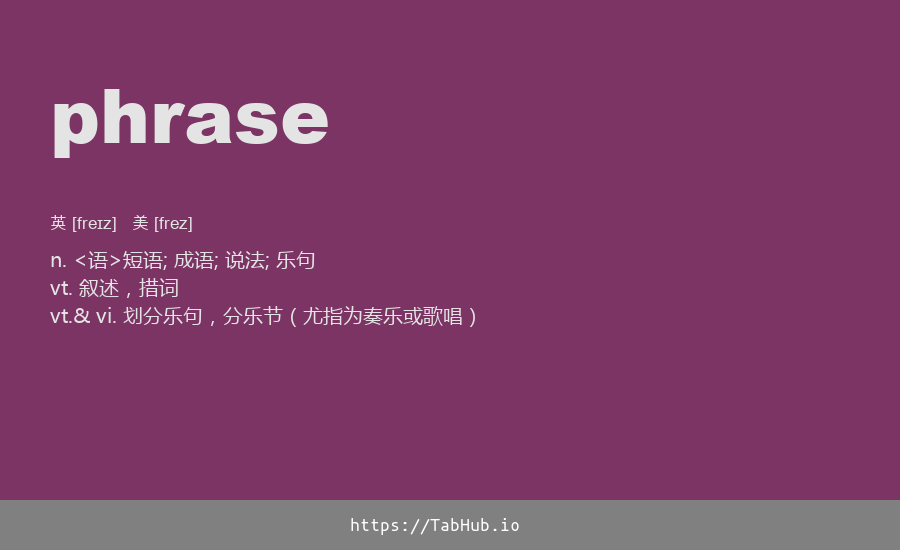 phrase
英 [freɪz] 美 [frez]
n. <语>短语; 成语; 说法; 乐句
vt. 叙述，措词
vt.& vi. 划分乐句，分乐节（尤指为奏乐或歌唱）
https://TabHub.io